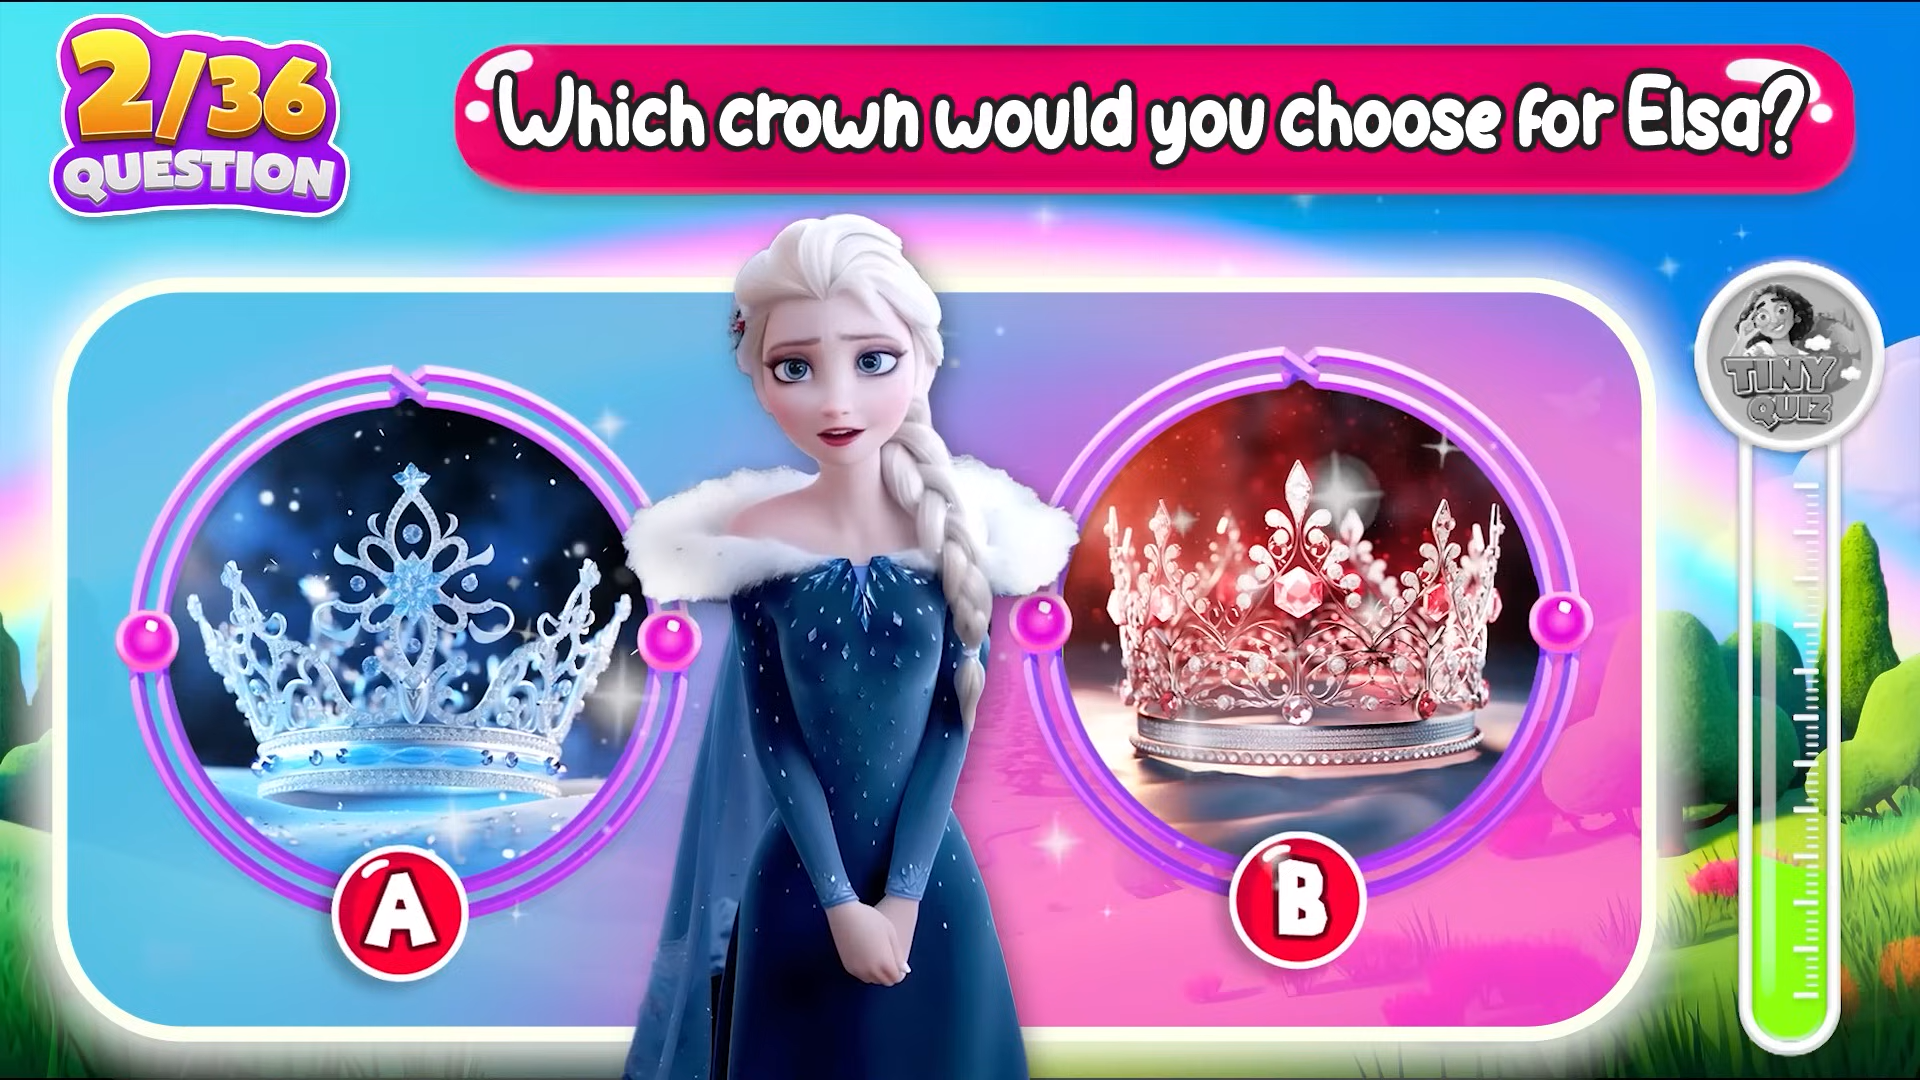 2/36
QUESTION
Which crown would you choose for Elsa?
TINY
QUIZ
A
B